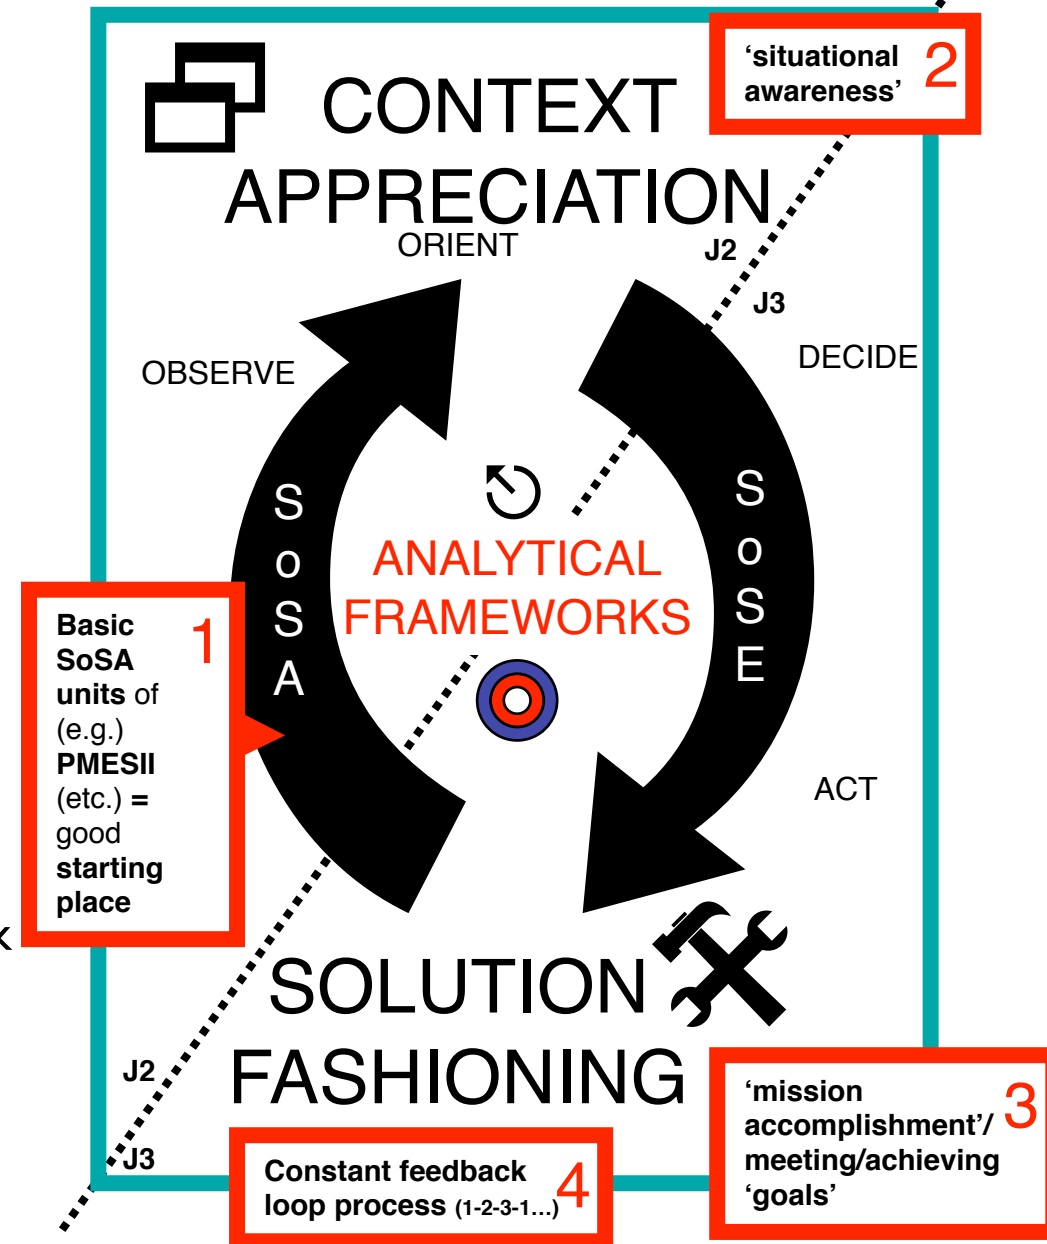 CONTEXT
APPRECIATION
‘situational
awareness’
2
ORIENT
J2
J3
OBSERVE
DECIDE
S
o
S
A
S
o
S
E
ANALYTICAL
FRAMEWORKS
Basic
SoSA
units of
(e.g.)
PMESII
(etc.) =
good
starting
place
1
ACT
SOLUTION
FASHIONING
J2
J3
‘mission
accomplishment’/
meeting/achieving
‘goals’
3
Constant feedback
loop process (1-2-3-1...)
4